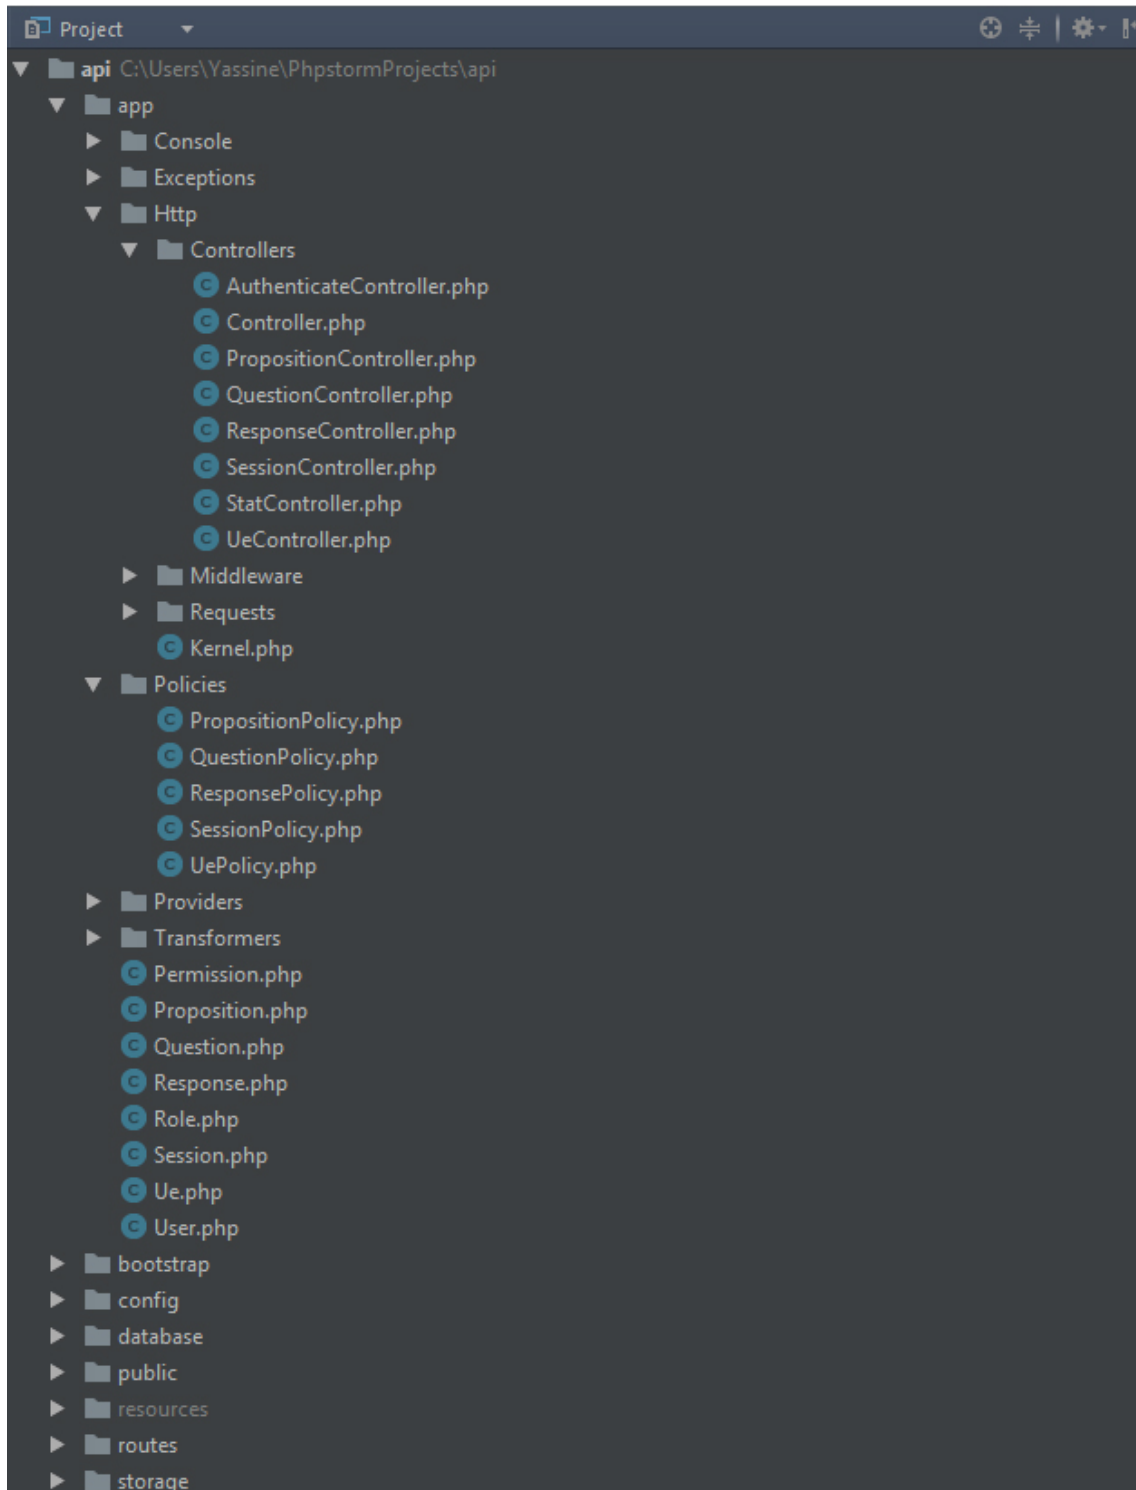 Project
api C:\Users\Yassine\PhpstormProjects\api
app
Console
Exceptions
Http
Controllers
AuthenticateController.php
Controller.php
PropositionController.php
QuestionController.php
ResponseController.php
SessionController.php
StatController.php
UeController.php
Middleware
Requests
Kernel.php
Policies
PropositionPolicy.php
QuestionPolicy.php
ResponsePolicy.php
SessionPolicy.php
UePolicy.php
Providers
Transformers
Permission.php
Proposition.php
Question.php
Response.php
Role.php
Session.php
Ue.php
User.php
bootstrap
config
database
public
resources
routes
storage